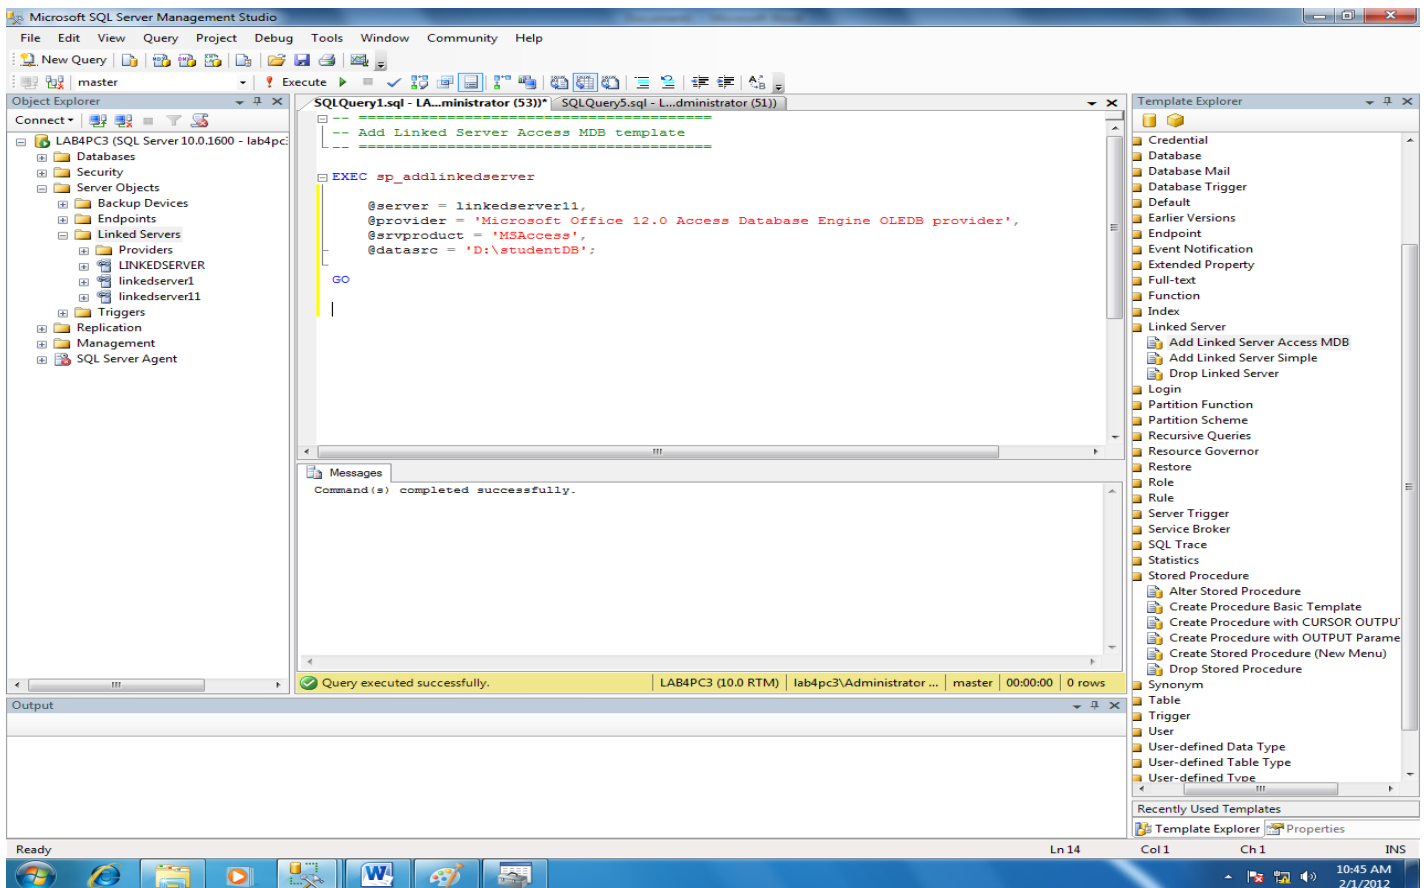 Microsoft SQL Server Management Studio
File Edit View Query Project Debug Tools Window Community Help
New Query
master
Execute
Object Explorer
Connect
LAB4PC3 (SQL Server 10.0.1600 - lab4pc3
Databases
Security
Server Objects
Backup Devices
Endpoints
Linked Servers
Providers
LINKEDSERVER
linkedserver1
linkedserver11
Triggers
Replication
Management
SQL Server Agent
SQLQuery1.sql - LA...ministrator (53))* SQLQuery5.sql - L...dministrator (51))
-- =======================================
-- Add Linked Server Access MDB template
-- =======================================
EXEC sp_addlinkedserver
@server = linkedserver11,
@provider = 'Microsoft Office 12.0 Access Database Engine OLEDB provider',
@srvproduct = 'MSAccess',
@datasrc = 'D:\studentDB';
GO
Messages
Command(s) completed successfully.
Query executed successfully. LAB4PC3 (10.0 RTM) lab4pc3\Administrator ... master 00:00:00 0 rows
Output
Template Explorer
Credential
Database
Database Mail
Database Trigger
Default
Earlier Versions
Endpoint
Event Notification
Extended Property
Full-text
Function
Index
Linked Server
Add Linked Server Access MDB
Add Linked Server Simple
Drop Linked Server
Login
Partition Function
Partition Scheme
Recursive Queries
Resource Governor
Restore
Role
Rule
Server Trigger
Service Broker
SQL Trace
Statistics
Stored Procedure
Alter Stored Procedure
Create Procedure Basic Template
Create Procedure with CURSOR OUTPU
Create Procedure with OUTPUT Parame
Create Stored Procedure (New Menu)
Drop Stored Procedure
Synonym
Table
Trigger
User
User-defined Data Type
User-defined Table Type
User-defined Type
Recently Used Templates
Template Explorer Properties
Ready Ln 14 Col 1 Ch 1 INS
10:45 AM
2/1/2012